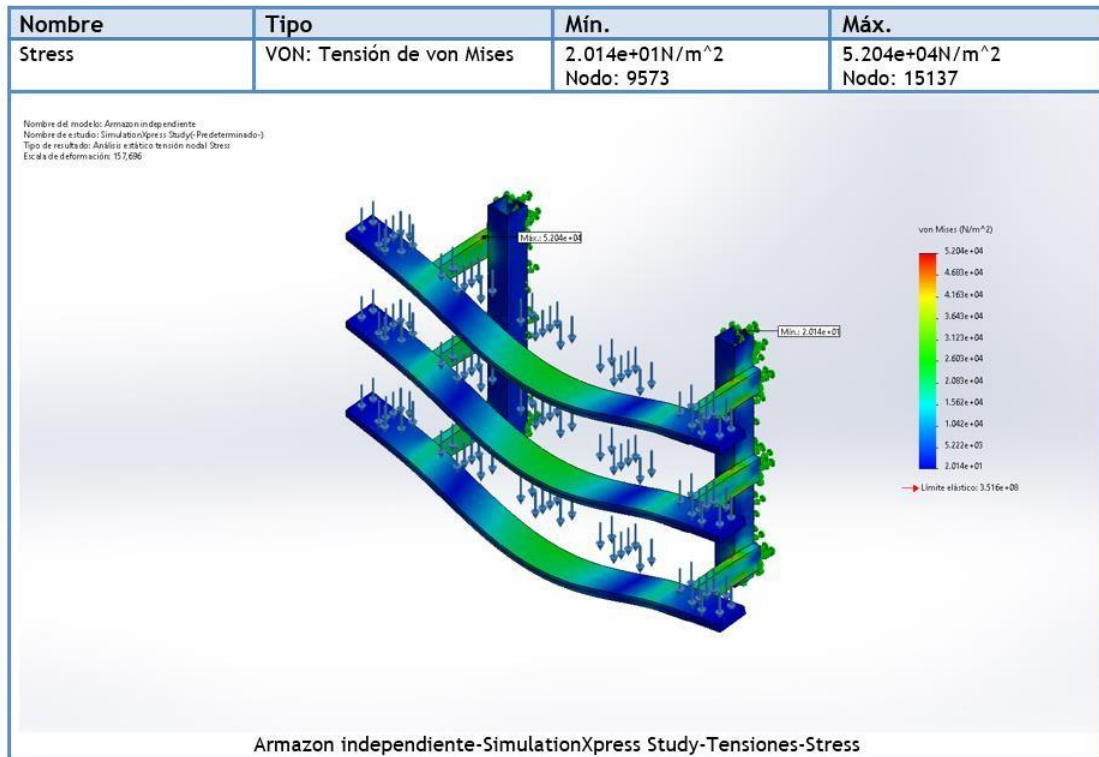 Nombre Tipo Mín. Máx.
Stress VON: Tensión de von Mises 2.014e+01N/m^2 5.204e+04N/m^2
Nodo: 9573 Nodo: 15137
Nombre del modelo: Armazon independiente
Nombre de estudio: SimulationXpress Study(-Predeterminado-)
Tipo de resultado: Análisis estático tensión nodal Stress
Escala de deformación: 157,696
Máx.: 5.204e+04
Mín.: 2.014e+01
von Mises (N/m^2)
5.204e+04
4.683e+04
4.163e+04
3.643e+04
3.123e+04
2.603e+04
2.083e+04
1.562e+04
1.042e+04
5.222e+03
2.014e+01
Límite elástico: 3.516e+08
Armazon independiente-SimulationXpress Study-Tensiones-Stress